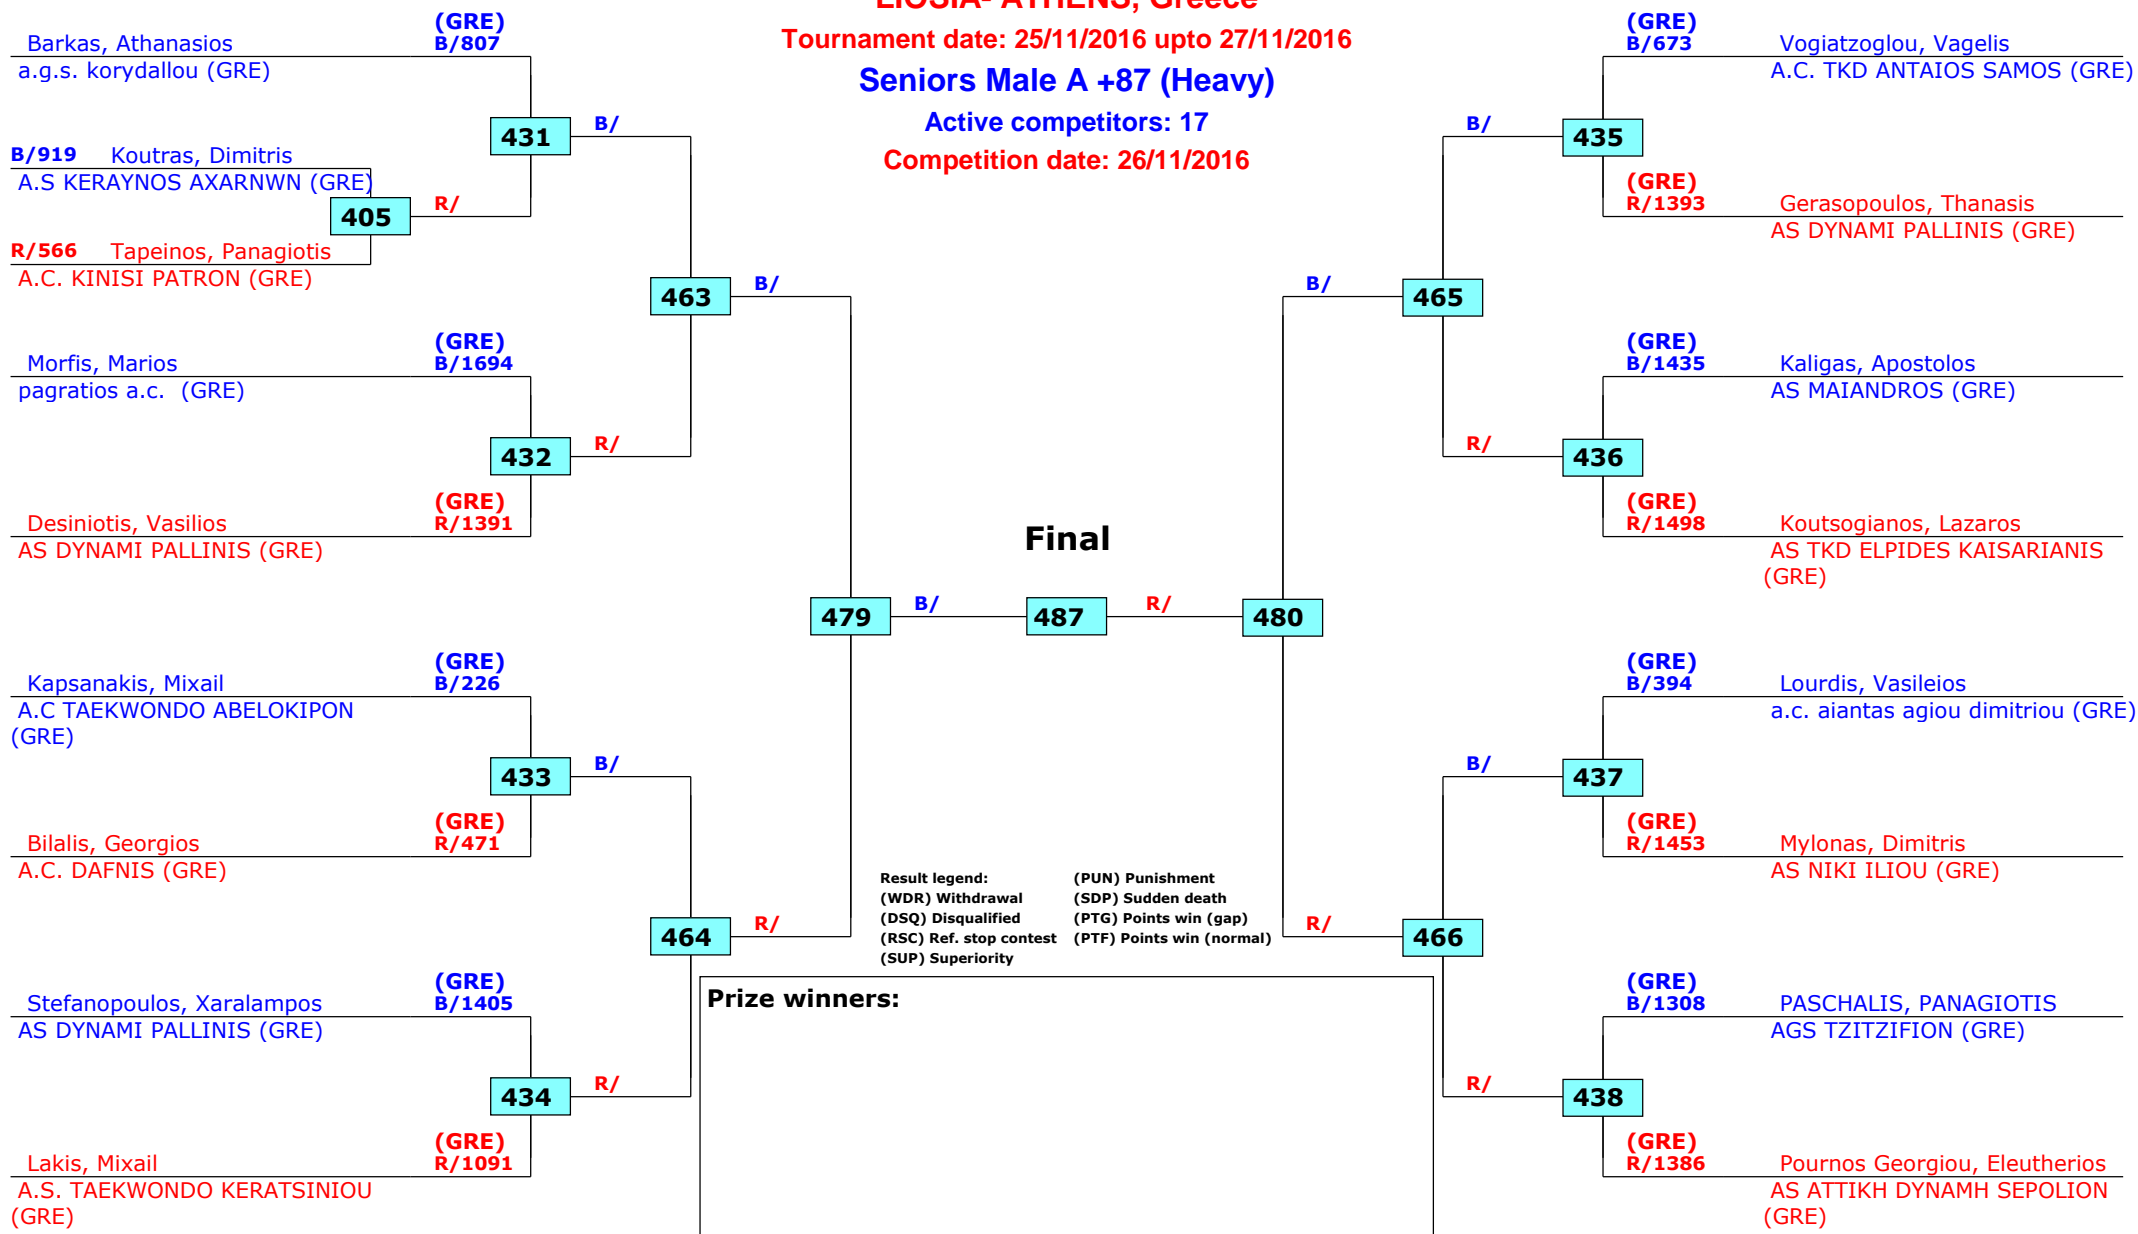 LIOSIA- ATHENS, Greece
Tournament date: 25/11/2016 upto 27/11/2016
Seniors Male A +87 (Heavy)
Active competitors: 17
Competition date: 26/11/2016
(GRE)
Barkas, Athanasios B/807
a.g.s. korydallou (GRE)
431
B/
B/919 Koutras, Dimitris
A.S KERAYNOS AXARNWN (GRE)
405
R/
R/566 Tapeinos, Panagiotis
A.C. KINISI PATRON (GRE)
463
B/
(GRE)
Morfis, Marios B/1694
pagratios a.c. (GRE)
432
R/
(GRE)
Desiniotis, Vasilios R/1391
AS DYNAMI PALLINIS (GRE)
479
B/
(GRE)
Kapsanakis, Mixail B/226
A.C TAEKWONDO ABELOKIPON
(GRE)
433
B/
(GRE)
Bilalis, Georgios R/471
A.C. DAFNIS (GRE)
464
R/
(GRE)
Stefanopoulos, Xaralampos B/1405
AS DYNAMI PALLINIS (GRE)
434
R/
(GRE)
Lakis, Mixail R/1091
A.S. TAEKWONDO KERATSINIOU
(GRE)
Final
487
R/
480
(GRE)
B/673 Vogiatzoglou, Vagelis
A.C. TKD ANTAIOS SAMOS (GRE)
B/
435
(GRE)
R/1393 Gerasopoulos, Thanasis
AS DYNAMI PALLINIS (GRE)
B/
465
(GRE)
B/1435 Kaligas, Apostolos
AS MAIANDROS (GRE)
R/
436
(GRE)
R/1498 Koutsogianos, Lazaros
AS TKD ELPIDES KAISARIANIS
(GRE)
(GRE)
B/394 Lourdis, Vasileios
a.c. aiantas agiou dimitriou (GRE)
B/
437
(GRE)
R/1453 Mylonas, Dimitris
AS NIKI ILIOU (GRE)
R/
466
(GRE)
B/1308 PASCHALIS, PANAGIOTIS
AGS TZITZIFION (GRE)
R/
438
(GRE)
R/1386 Pournos Georgiou, Eleutherios
AS ATTIKH DYNAMH SEPOLION
(GRE)
Result legend: (PUN) Punishment
(WDR) Withdrawal (SDP) Sudden death
(DSQ) Disqualified (PTG) Points win (gap)
(RSC) Ref. stop contest (PTF) Points win (normal)
(SUP) Superiority
Prize winners: